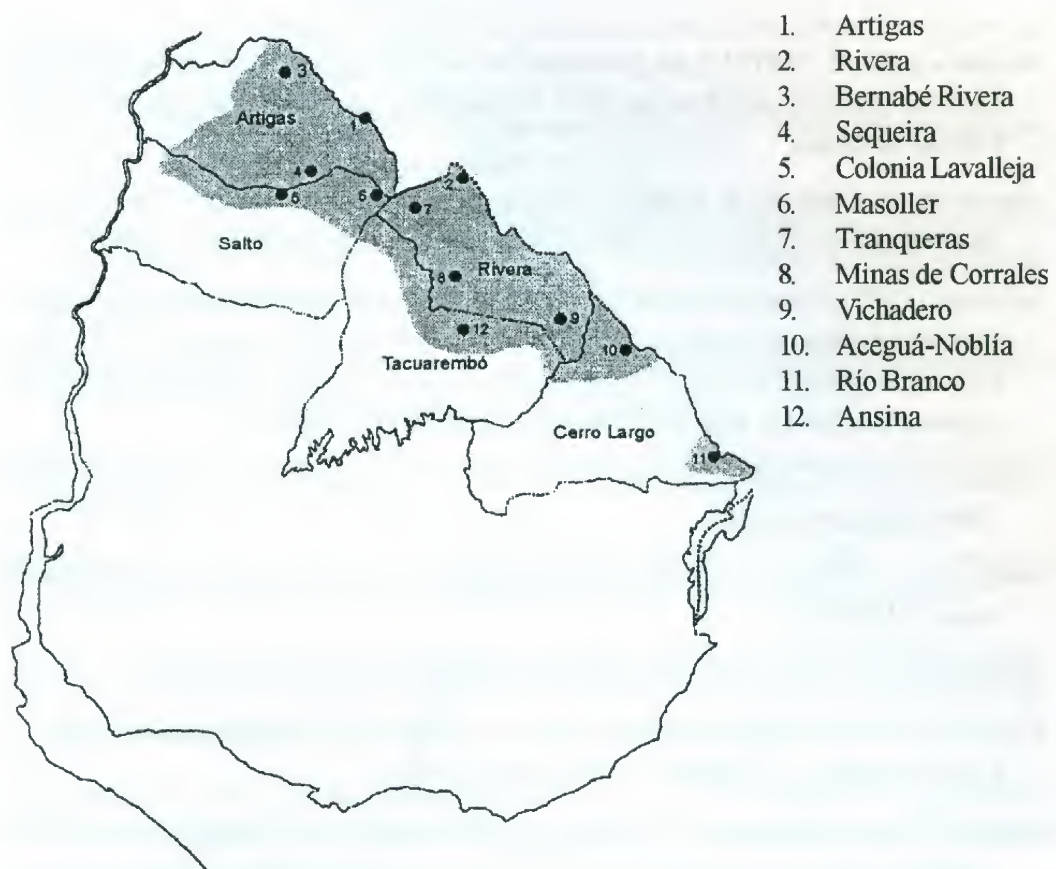 1. Artigas
2. Rivera
3. Bernabé Rivera
4. Sequeira
5. Colonia Lavalleja
6. Masoller
7. Tranqueras
8. Minas de Corrales
9. Vichadero
10. Aceguá-Noblía
11. Río Branco
12. Ansina
3
Artigas
1
4
2
5
6
7
Salto
8
Rivera
9
12
10
Tacuarembó
Cerro Largo
11